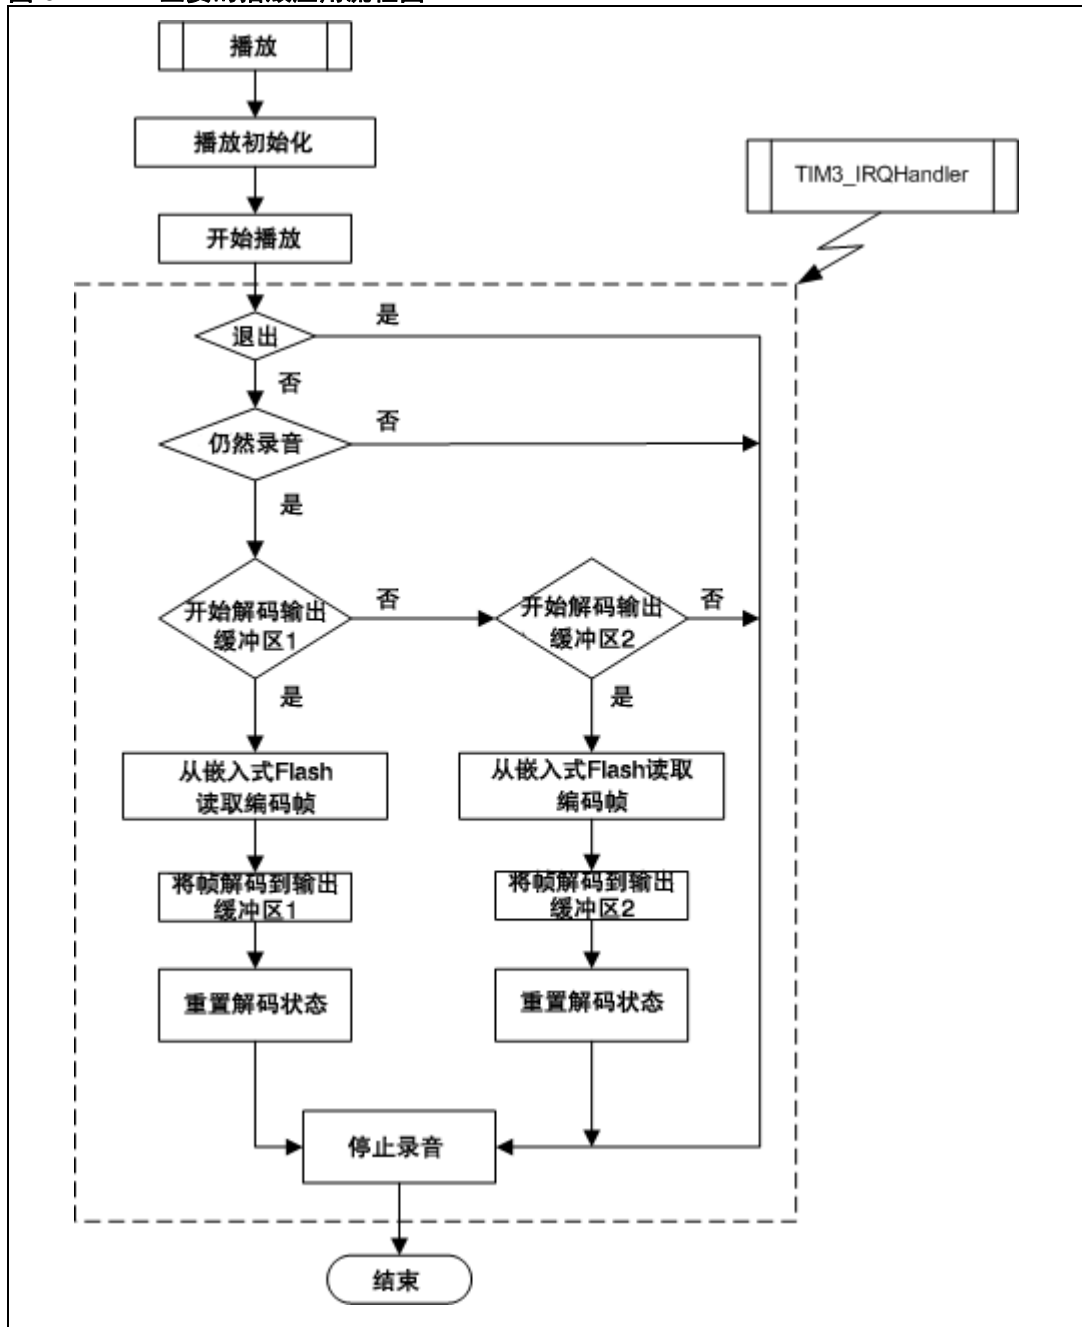 播放
播放初始化
TIM3_IRQHandler
开始播放
是
退出
否
否
仍然录音
是
开始解码输出
缓冲区1
否
开始解码输出
缓冲区2
否
是
是
从嵌入式Flash
读取编码帧
从嵌入式Flash读取
编码帧
将帧解码到输出
缓冲区1
将帧解码到输出
缓冲区2
重置解码状态
重置解码状态
停止录音
结束